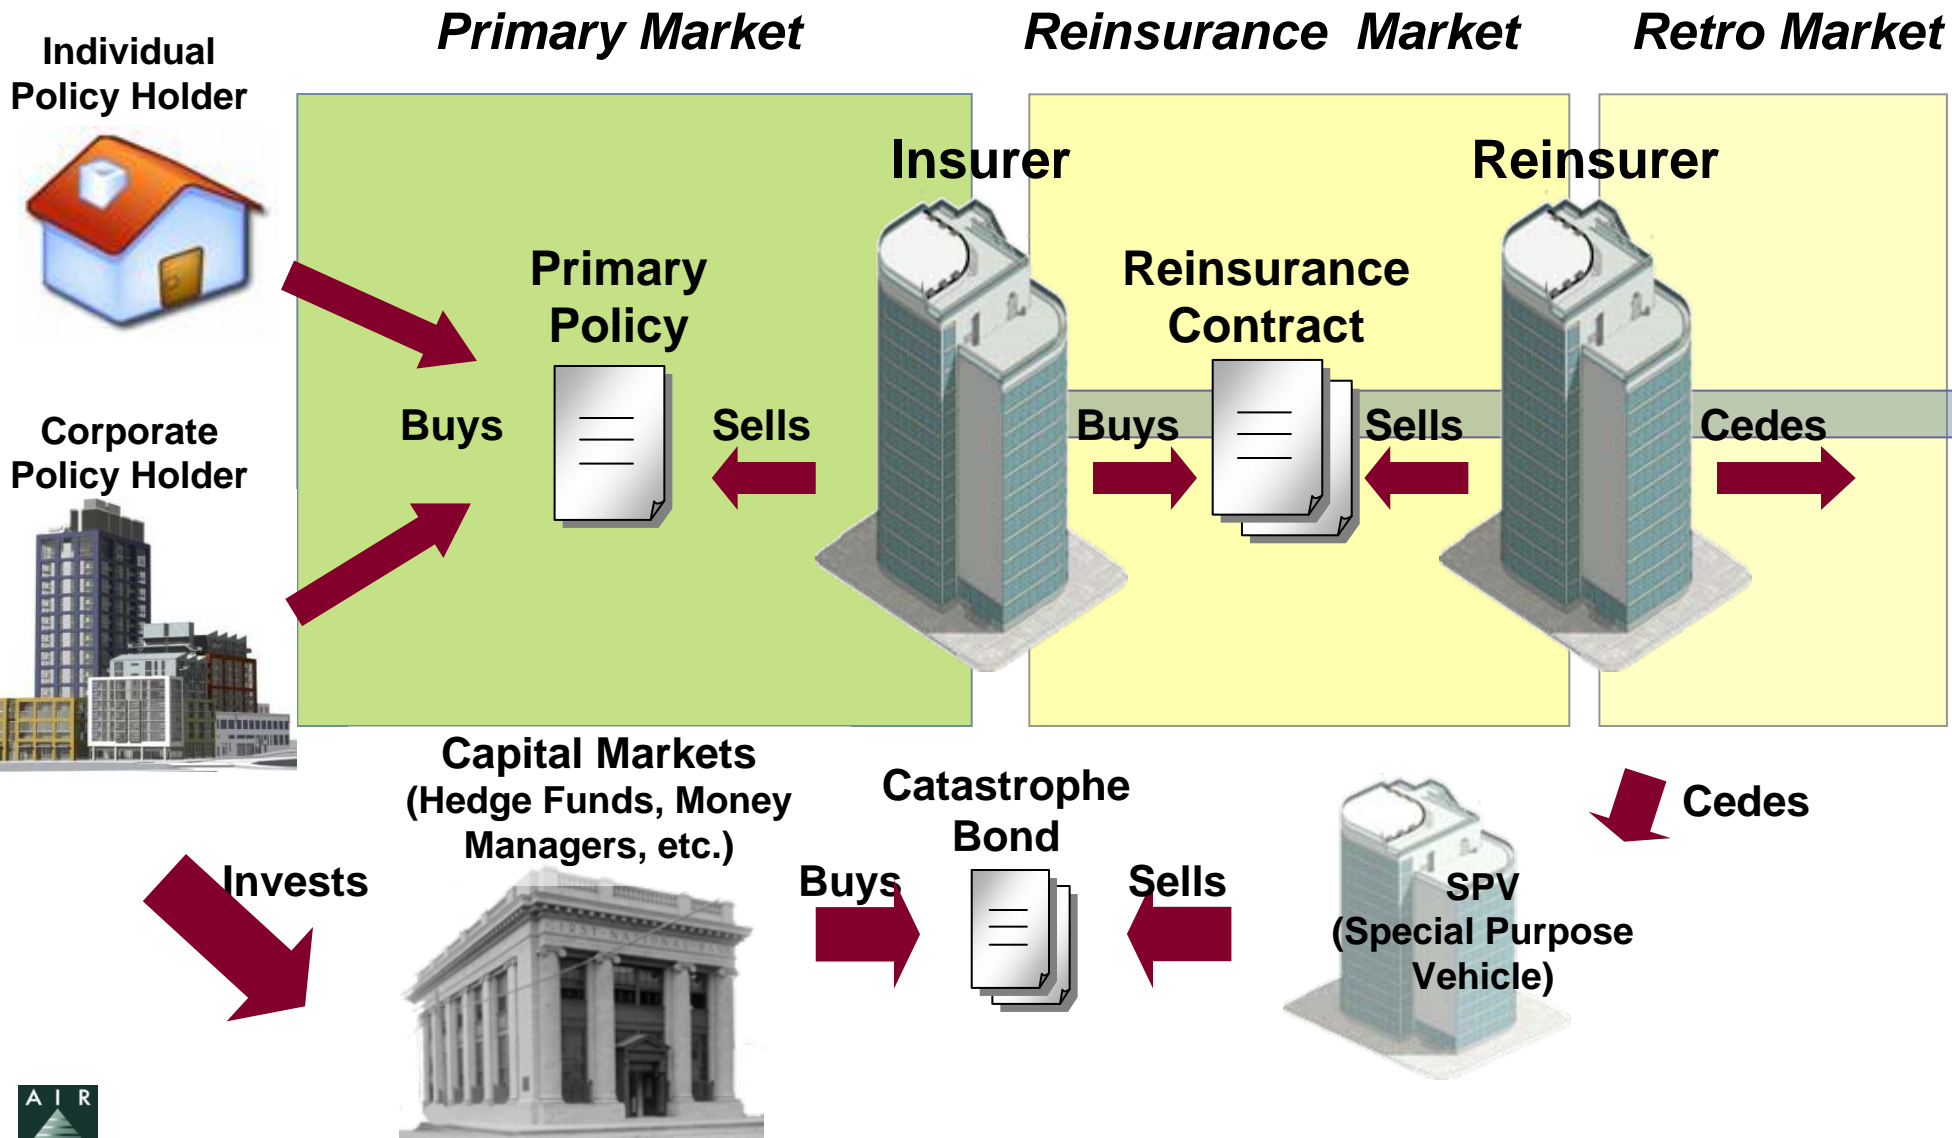 Primary Market
Reinsurance Market
Retro Market
Individual
Policy Holder
Insurer
Reinsurer
Primary
Policy
Reinsurance
Contract
Buys
Sells
Buys
Sells
Cedes
Corporate
Policy Holder
Capital Markets
(Hedge Funds, Money
Managers, etc.)
Catastrophe
Bond
Cedes
Invests
Buys
Sells
SPV
(Special Purpose
Vehicle)
AIR